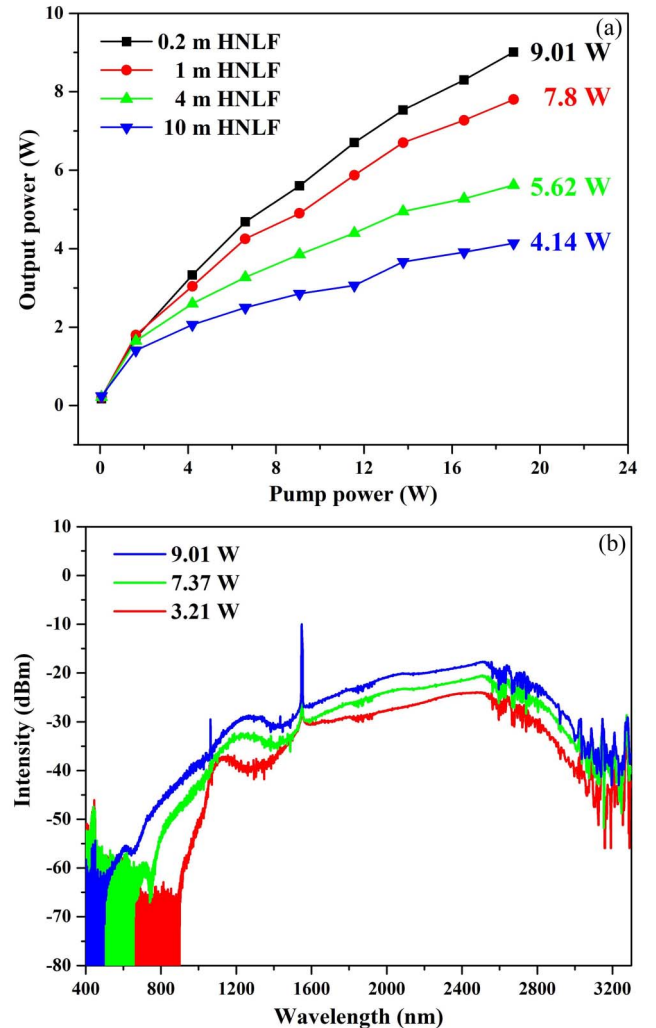 (a)
0.2 m HNLF
1 m HNLF
4 m HNLF
10 m HNLF
9.01 W
7.8 W
5.62 W
4.14 W
Output power (W)
10
8
6
4
2
0
0 4 8 12 16 20 24
Pump power (W)
(b)
9.01 W
7.37 W
3.21 W
Intensity (dBm)
10
0
-10
-20
-30
-40
-50
-60
-70
-80
400 800 1200 1600 2000 2400 2800 3200
Wavelength (nm)